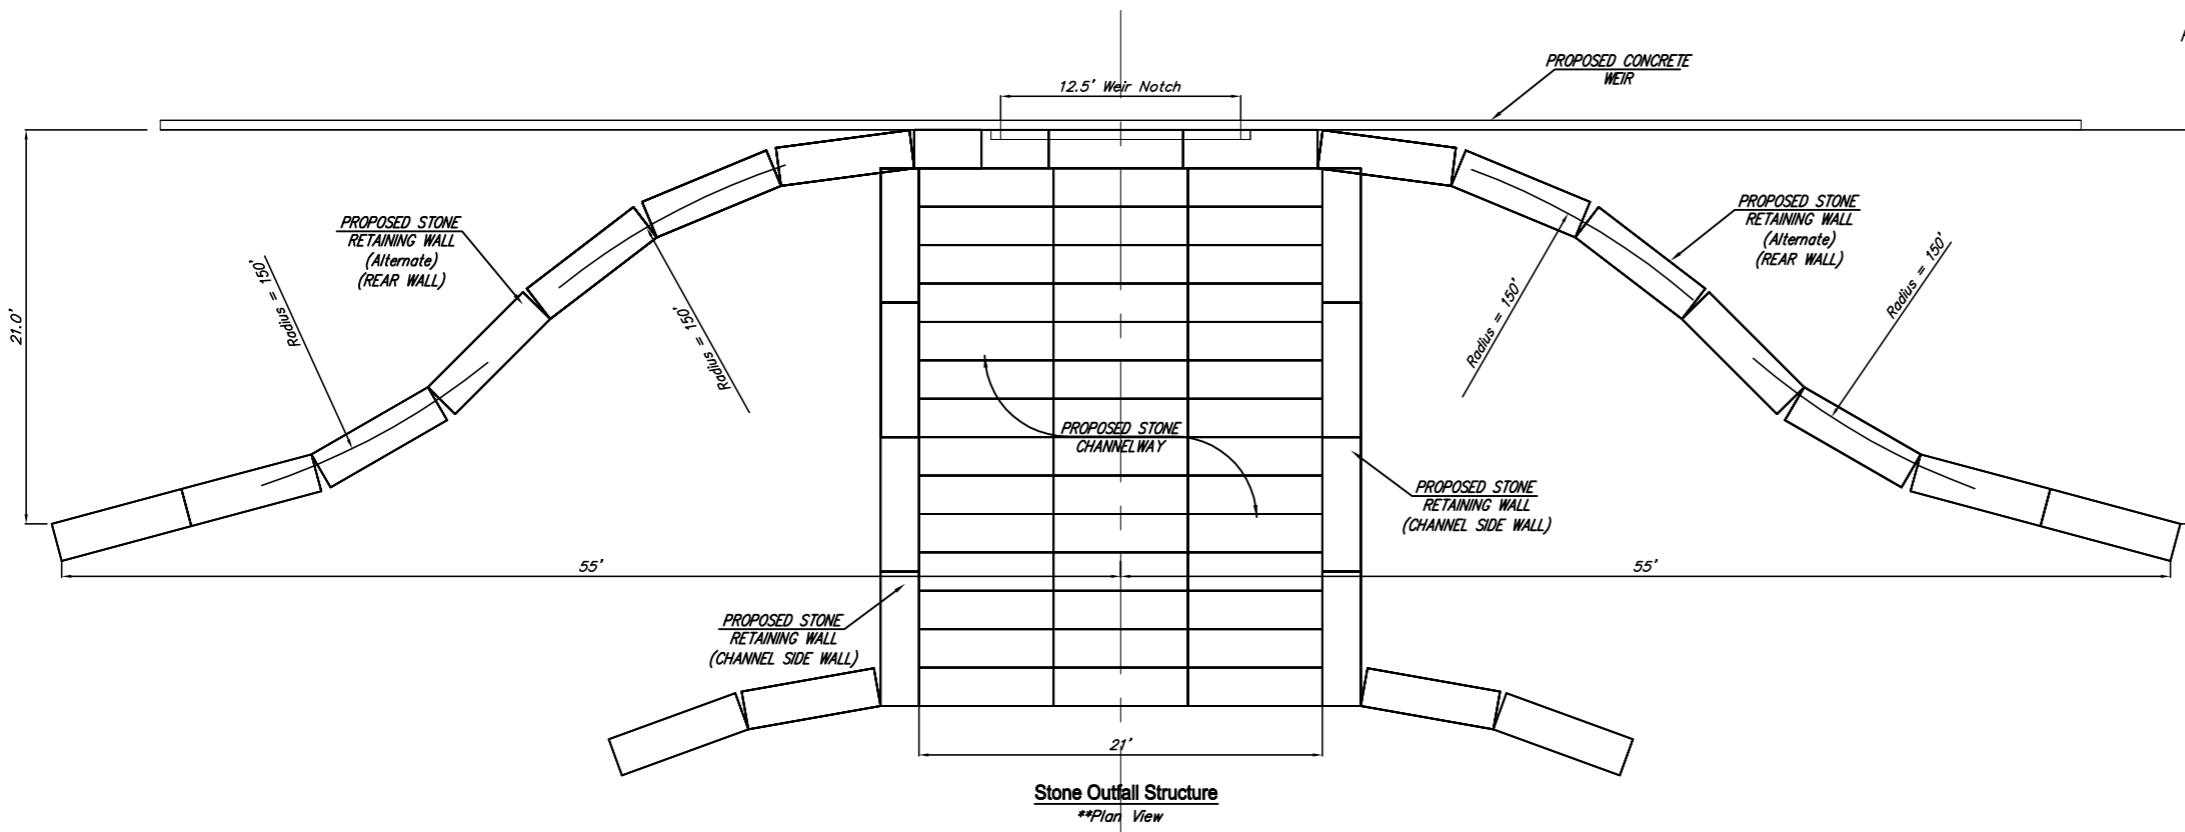 PROPOSED CONCRETE
WEIR
12.5' Weir Notch
PROPOSED STONE
RETAINING WALL
(Alternate)
(REAR WALL)
PROPOSED STONE
RETAINING WALL
(Alternate)
(REAR WALL)
21.0'
Radius = 150'
Radius = 150'
Radius = 150'
Radius = 150'
PROPOSED STONE
CHANNELWAY
PROPOSED STONE
RETAINING WALL
(CHANNEL SIDE WALL)
55'
55'
PROPOSED STONE
RETAINING WALL
(CHANNEL SIDE WALL)
21'
Stone Outfall Structure
**Plan View